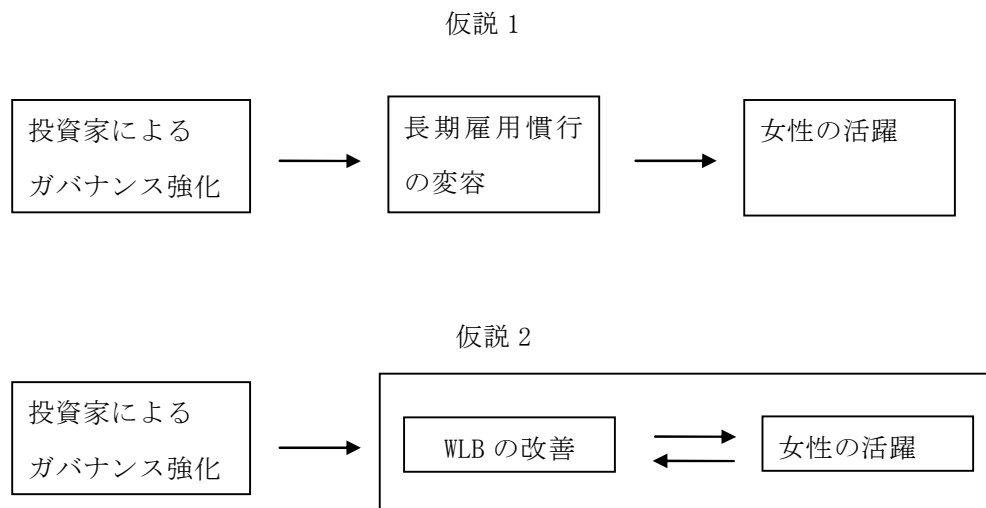 仮説 1
投資家による
ガバナンス強化
長期雇用慣行
の変容
女性の活躍
仮説 2
投資家による
ガバナンス強化
WLB の改善
女性の活躍